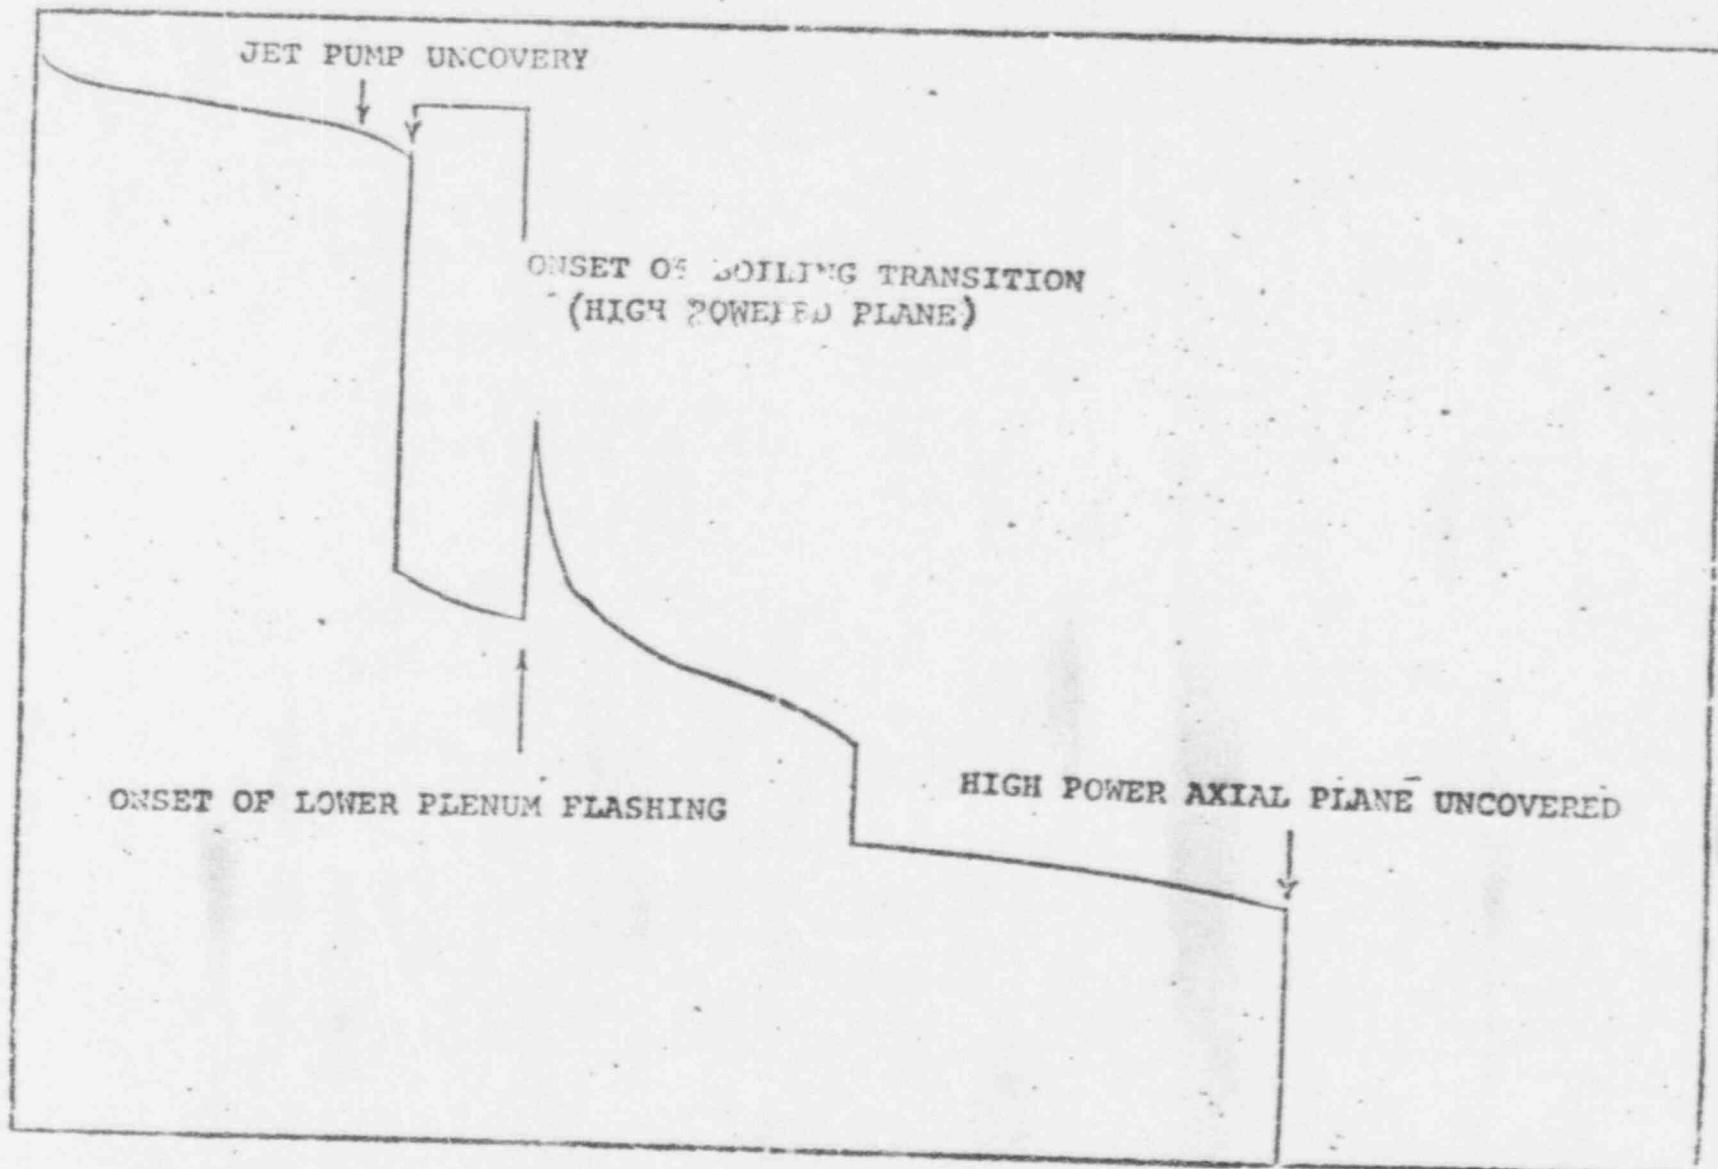 JET PUMP UNCOVERY
ONSET OF BOILING TRANSITION
(HIGH POWERED PLANE)
ONSET OF LOWER PLENUM FLASHING
HIGH POWER AXIAL PLANE UNCOVERED